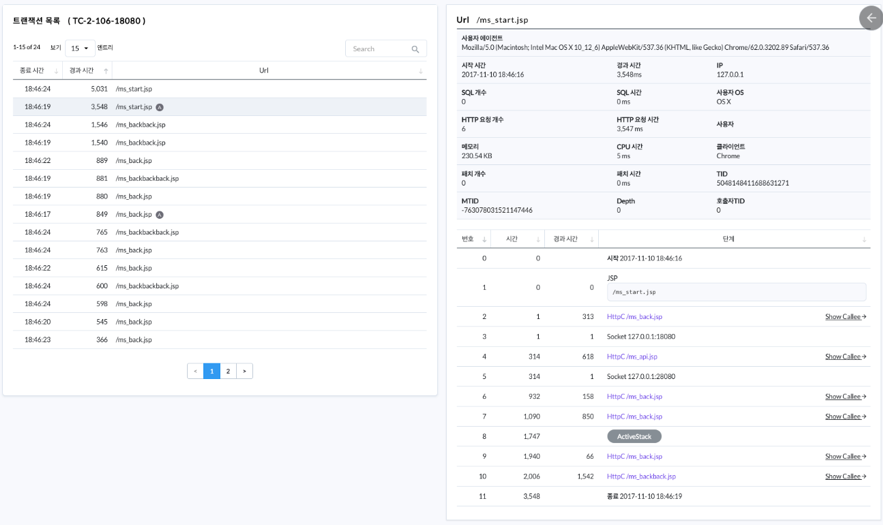 트랜잭션 목록 ( TC-2-106-18080 )
1-15 of 24 보기 15 엔트리 Search
종료 시간 경과 시간 Url
18:46:24 5,031 /ms_start.jsp
18:46:19 3,548 /ms_start.jsp A
18:46:24 1,546 /ms_backback.jsp
18:46:19 1,540 /ms_backback.jsp
18:46:22 889 /ms_back.jsp
18:46:19 881 /ms_backbackback.jsp
18:46:19 880 /ms_back.jsp
18:46:17 849 /ms_back.jsp A
18:46:24 765 /ms_backbackback.jsp
18:46:24 763 /ms_back.jsp
18:46:22 615 /ms_back.jsp
18:46:24 600 /ms_backbackback.jsp
18:46:24 598 /ms_back.jsp
18:46:20 545 /ms_back.jsp
18:46:23 366 /ms_back.jsp
< 1 2 >
Url /ms_start.jsp
사용자 에이전트
Mozilla/5.0 (Macintosh; Intel Mac OS X 10_12_6) AppleWebKit/537.36 (KHTML, like Gecko) Chrome/62.0.3202.89 Safari/537.36
시작 시간 경과 시간 IP
2017-11-10 18:46:16 3,548ms 127.0.0.1
SQL 개수 SQL 시간 사용자 OS
0 0 ms OS X
HTTP 요청 개수 HTTP 요청 시간 사용자
6 3,547 ms
메모리 CPU 시간 클라이언트
230.54 KB 5 ms Chrome
패치 개수 패치 시간 TID
0 0 ms 5048148411688631271
MTID Depth 호출자TID
-763078031521147446 0 0
번호 시간 경과 시간 단계
0 0 시작 2017-11-10 18:46:16
1 0 0 JSP
/ms_start.jsp
2 1 313 HttpC /ms_back.jsp Show Callee→
3 1 1 Socket 127.0.0.1:18080
4 314 618 HttpC /ms_api.jsp Show Callee→
5 314 1 Socket 127.0.0.1:28080
6 932 158 HttpC /ms_back.jsp Show Callee→
7 1,090 850 HttpC /ms_back.jsp Show Callee→
8 1,747 ActiveStack
9 1,940 66 HttpC /ms_back.jsp Show Callee→
10 2,006 1,542 HttpC /ms_backback.jsp Show Callee→
11 3,548 종료 2017-11-10 18:46:19